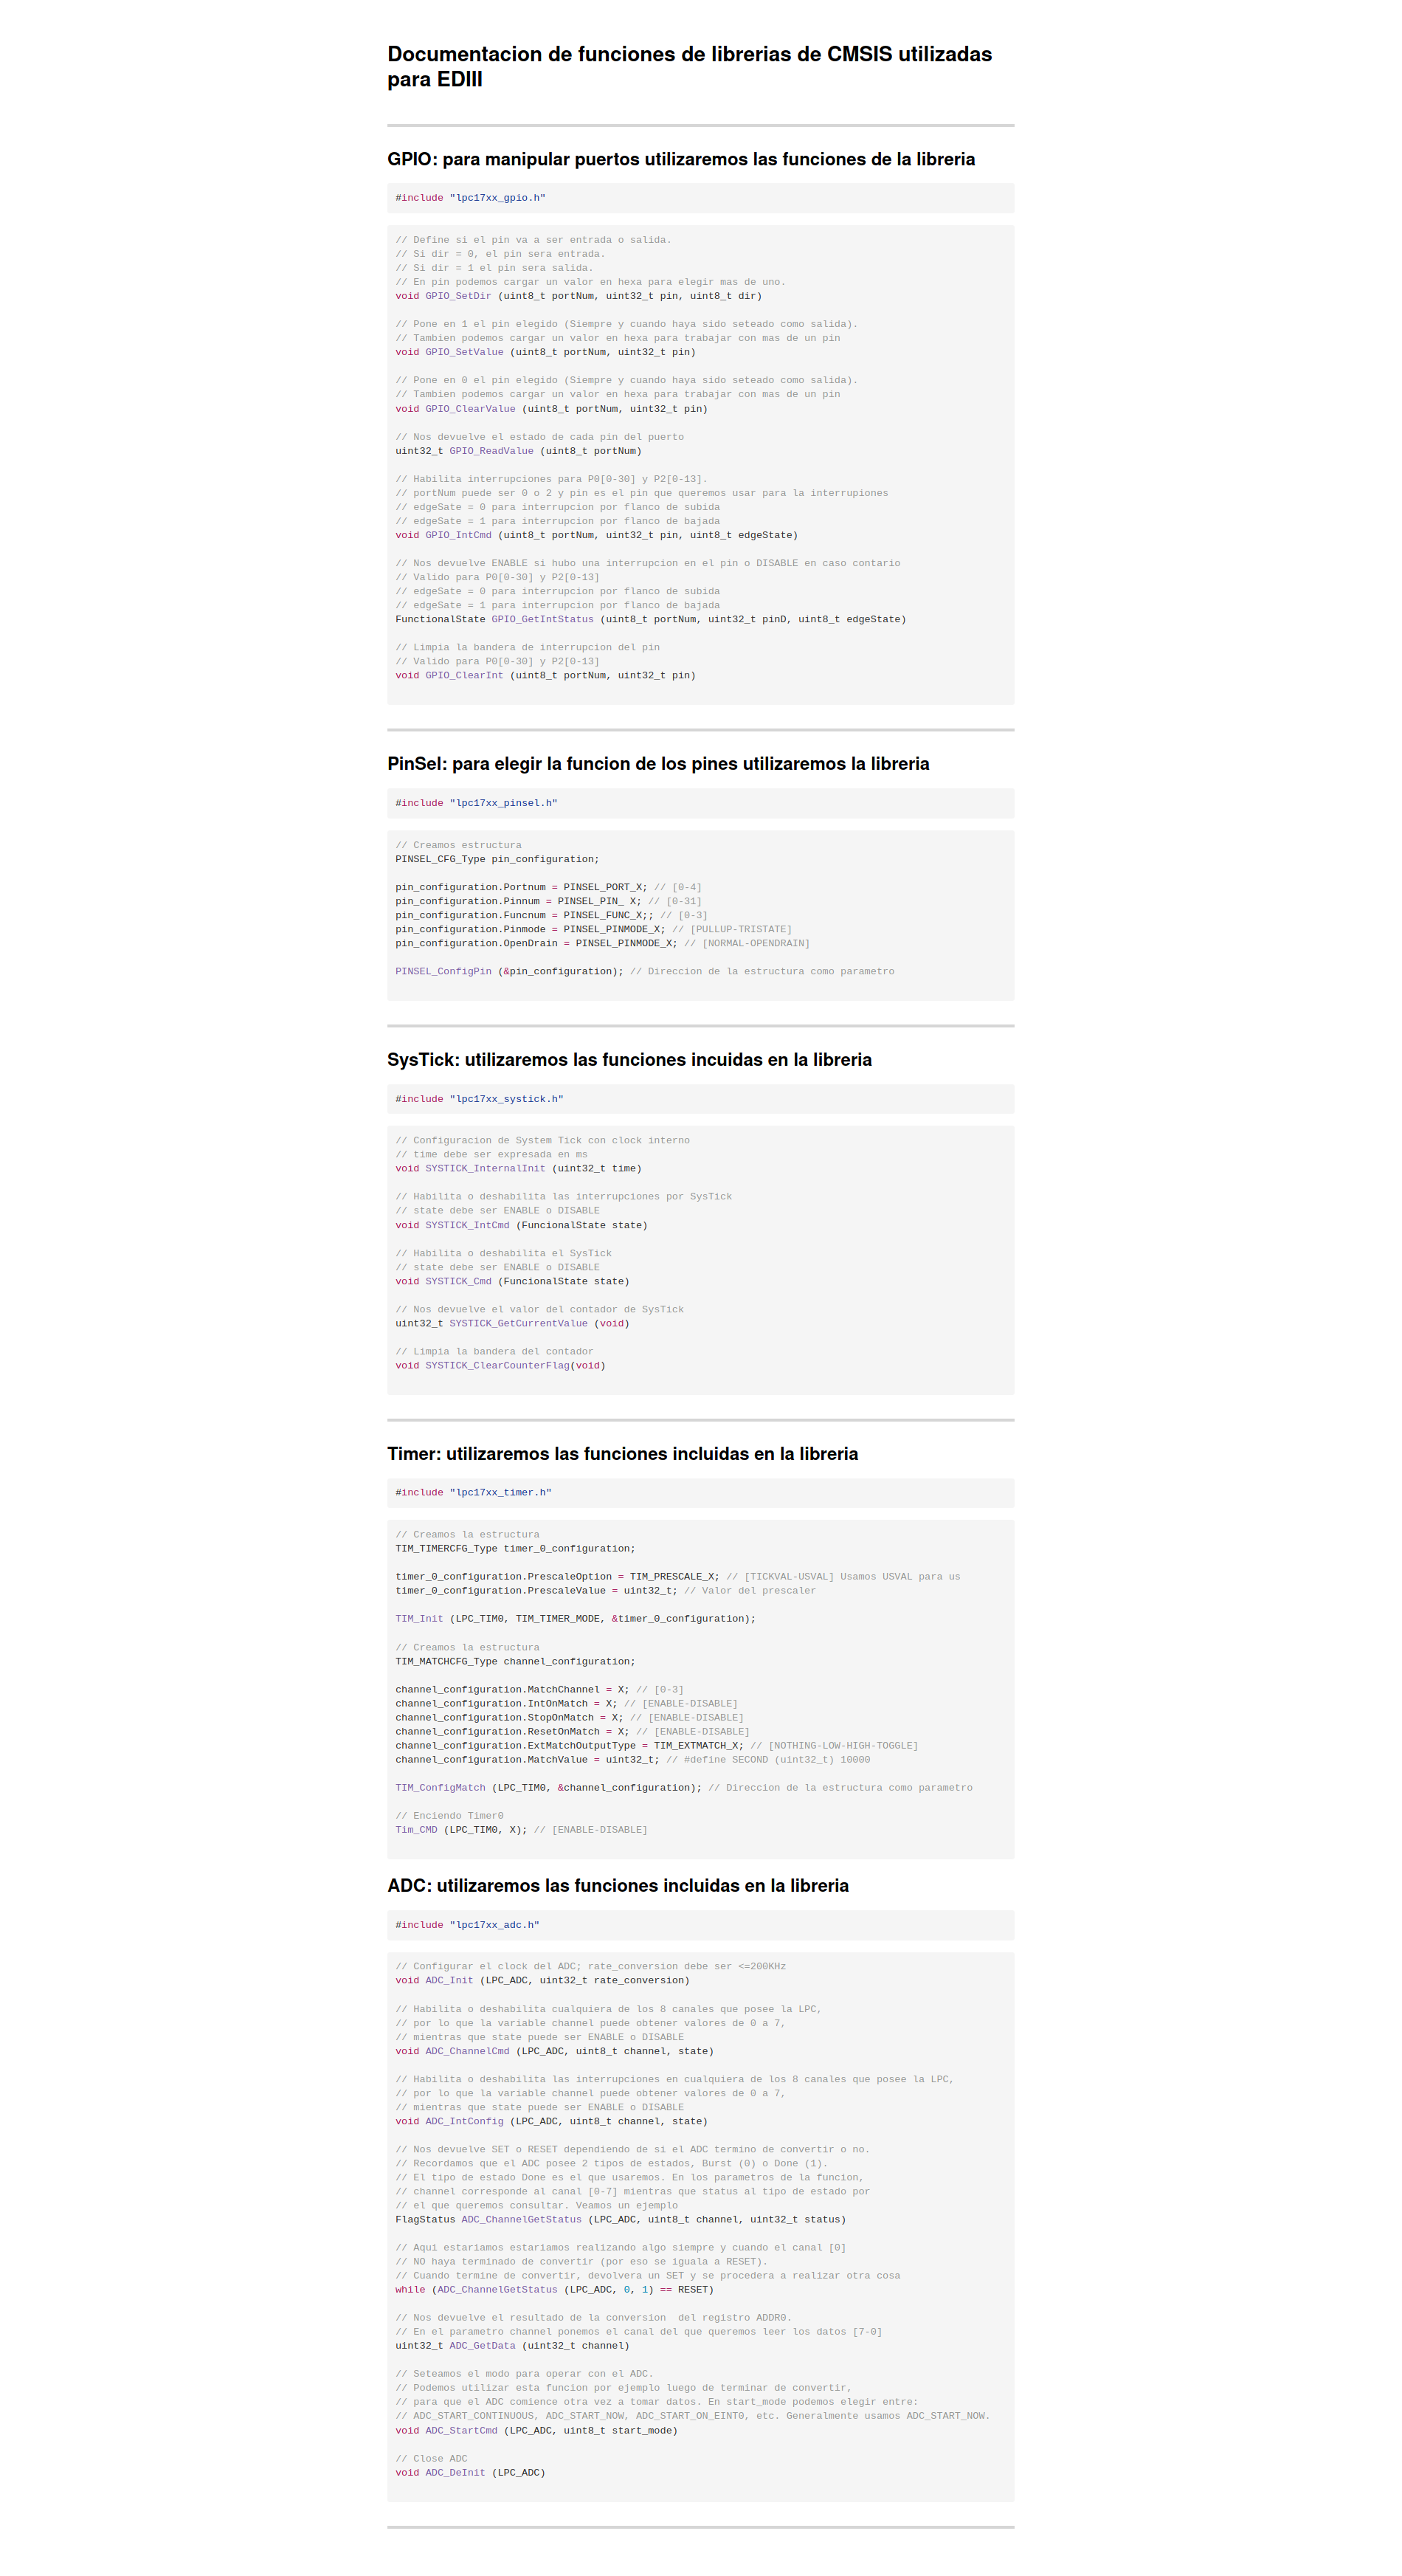 Documentacion de funciones de librerias de CMSIS utilizadas
para EDIII
GPIO: para manipular puertos utilizaremos las funciones de la libreria
#include "lpc17xx_gpio.h"
// Define si el pin va a ser entrada o salida.
// Si dir = 0, el pin sera entrada.
// Si dir = 1 el pin sera salida.
// En pin podemos cargar un valor en hexa para elegir mas de uno.
void GPIO_SetDir (uint8_t portNum, uint32_t pin, uint8_t dir)
// Pone en 1 el pin elegido (Siempre y cuando haya sido seteado como salida).
// Tambien podemos cargar un valor en hexa para trabajar con mas de un pin
void GPIO_SetValue (uint8_t portNum, uint32_t pin)
// Pone en 0 el pin elegido (Siempre y cuando haya sido seteado como salida).
// Tambien podemos cargar un valor en hexa para trabajar con mas de un pin
void GPIO_ClearValue (uint8_t portNum, uint32_t pin)
// Nos devuelve el estado de cada pin del puerto
uint32_t GPIO_ReadValue (uint8_t portNum)
// Habilita interrupciones para P0[0-30] y P2[0-13].
// portNum puede ser 0 o 2 y pin es el pin que queremos usar para la interrupiones
// edgeSate = 0 para interrupcion por flanco de subida
// edgeSate = 1 para interrupcion por flanco de bajada
void GPIO_IntCmd (uint8_t portNum, uint32_t pin, uint8_t edgeState)
// Nos devuelve ENABLE si hubo una interrupcion en el pin o DISABLE en caso contario
// Valido para P0[0-30] y P2[0-13]
// edgeSate = 0 para interrupcion por flanco de subida
// edgeSate = 1 para interrupcion por flanco de bajada
FunctionalState GPIO_GetIntStatus (uint8_t portNum, uint32_t pinD, uint8_t edgeState)
// Limpia la bandera de interrupcion del pin
// Valido para P0[0-30] y P2[0-13]
void GPIO_ClearInt (uint8_t portNum, uint32_t pin)
PinSel: para elegir la funcion de los pines utilizaremos la libreria
#include "lpc17xx_pinsel.h"
// Creamos estructura
PINSEL_CFG_Type pin_configuration;
pin_configuration.Portnum = PINSEL_PORT_X; // [0-4]
pin_configuration.Pinnum = PINSEL_PIN_ X; // [0-31]
pin_configuration.Funcnum = PINSEL_FUNC_X;; // [0-3]
pin_configuration.Pinmode = PINSEL_PINMODE_X; // [PULLUP-TRISTATE]
pin_configuration.OpenDrain = PINSEL_PINMODE_X; // [NORMAL-OPENDRAIN]
PINSEL_ConfigPin (&pin_configuration); // Direccion de la estructura como parametro
SysTick: utilizaremos las funciones incuidas en la libreria
#include "lpc17xx_systick.h"
// Configuracion de System Tick con clock interno
// time debe ser expresada en ms
void SYSTICK_InternalInit (uint32_t time)
// Habilita o deshabilita las interrupciones por SysTick
// state debe ser ENABLE o DISABLE
void SYSTICK_IntCmd (FuncionalState state)
// Habilita o deshabilita el SysTick
// state debe ser ENABLE o DISABLE
void SYSTICK_Cmd (FuncionalState state)
// Nos devuelve el valor del contador de SysTick
uint32_t SYSTICK_GetCurrentValue (void)
// Limpia la bandera del contador
void SYSTICK_ClearCounterFlag(void)
Timer: utilizaremos las funciones incluidas en la libreria
#include "lpc17xx_timer.h"
// Creamos la estructura
TIM_TIMERCFG_Type timer_0_configuration;
timer_0_configuration.PrescaleOption = TIM_PRESCALE_X; // [TICKVAL-USVAL] Usamos USVAL para us
timer_0_configuration.PrescaleValue = uint32_t; // Valor del prescaler
TIM_Init (LPC_TIM0, TIM_TIMER_MODE, &timer_0_configuration);
// Creamos la estructura
TIM_MATCHCFG_Type channel_configuration;
channel_configuration.MatchChannel = X; // [0-3]
channel_configuration.IntOnMatch = X; // [ENABLE-DISABLE]
channel_configuration.StopOnMatch = X; // [ENABLE-DISABLE]
channel_configuration.ResetOnMatch = X; // [ENABLE-DISABLE]
channel_configuration.ExtMatchOutputType = TIM_EXTMATCH_X; // [NOTHING-LOW-HIGH-TOGGLE]
channel_configuration.MatchValue = uint32_t; // #define SECOND (uint32_t) 10000
TIM_ConfigMatch (LPC_TIM0, &channel_configuration); // Direccion de la estructura como parametro
// Enciendo Timer0
Tim_CMD (LPC_TIM0, X); // [ENABLE-DISABLE]
ADC: utilizaremos las funciones incluidas en la libreria
#include "lpc17xx_adc.h"
// Configurar el clock del ADC; rate_conversion debe ser <=200KHz
void ADC_Init (LPC_ADC, uint32_t rate_conversion)
// Habilita o deshabilita cualquiera de los 8 canales que posee la LPC,
// por lo que la variable channel puede obtener valores de 0 a 7,
// mientras que state puede ser ENABLE o DISABLE
void ADC_ChannelCmd (LPC_ADC, uint8_t channel, state)
// Habilita o deshabilita las interrupciones en cualquiera de los 8 canales que posee la LPC,
// por lo que la variable channel puede obtener valores de 0 a 7,
// mientras que state puede ser ENABLE o DISABLE
void ADC_IntConfig (LPC_ADC, uint8_t channel, state)
// Nos devuelve SET o RESET dependiendo de si el ADC termino de convertir o no.
// Recordamos que el ADC posee 2 tipos de estados, Burst (0) o Done (1).
// El tipo de estado Done es el que usaremos. En los parametros de la funcion,
// channel corresponde al canal [0-7] mientras que status al tipo de estado por
// el que queremos consultar. Veamos un ejemplo
FlagStatus ADC_ChannelGetStatus (LPC_ADC, uint8_t channel, uint32_t status)
// Aqui estariamos estariamos realizando algo siempre y cuando el canal [0]
// NO haya terminado de convertir (por eso se iguala a RESET).
// Cuando termine de convertir, devolvera un SET y se procedera a realizar otra cosa
while (ADC_ChannelGetStatus (LPC_ADC, 0, 1) == RESET)
// Nos devuelve el resultado de la conversion  del registro ADDR0.
// En el parametro channel ponemos el canal del que queremos leer los datos [7-0]
uint32_t ADC_GetData (uint32_t channel)
// Seteamos el modo para operar con el ADC.
// Podemos utilizar esta funcion por ejemplo luego de terminar de convertir,
// para que el ADC comience otra vez a tomar datos. En start_mode podemos elegir entre:
// ADC_START_CONTINUOUS, ADC_START_NOW, ADC_START_ON_EINT0, etc. Generalmente usamos ADC_START_NOW.
void ADC_StartCmd (LPC_ADC, uint8_t start_mode)
// Close ADC
void ADC_DeInit (LPC_ADC)